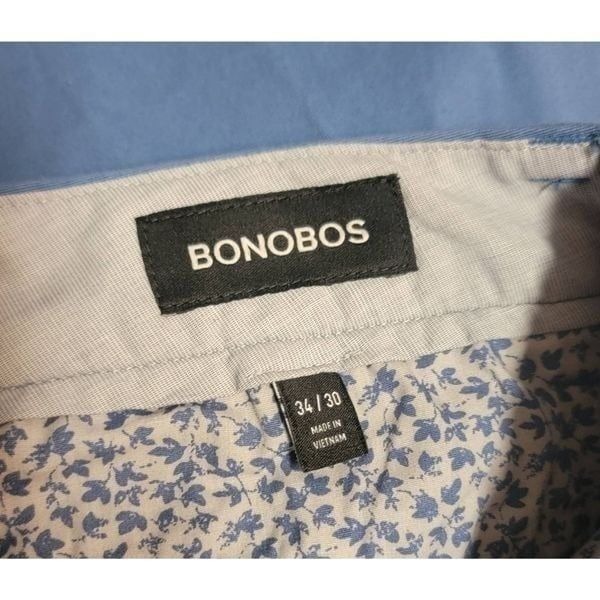 BONOBOS
34 / 30
MADE IN
VIETNAM